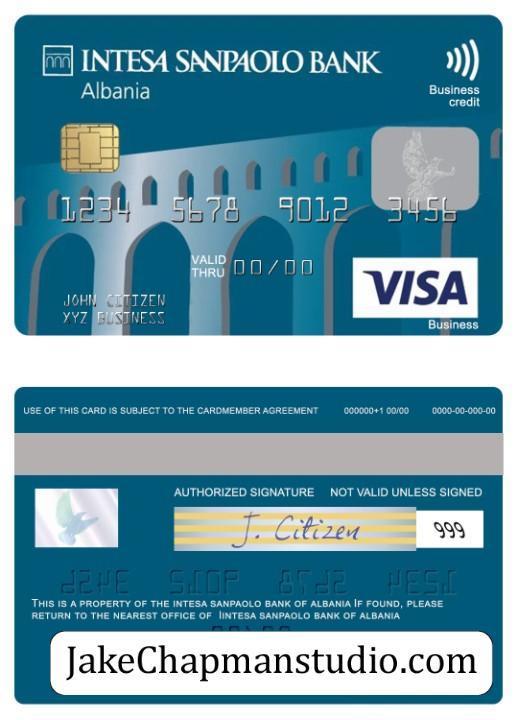 INTESA SANPAOLO BANK
Albania
Business
credit
1234 5678 9012 3456
VALID
THRU 00/00
JOHN CITIZEN
XYZ BUSINESS
VISA
Business
USE OF THIS CARD IS SUBJECT TO THE CARDMEMBER AGREEMENT 000000+1 00/00 0000-00-000-00
AUTHORIZED SIGNATURE NOT VALID UNLESS SIGNED
J. Citizen 999
THIS IS A PROPERTY OF THE INTESA SANPAOLO BANK OF ALBANIA IF FOUND, PLEASE
RETURN TO THE NEAREST OFFICE OF IINTESA SANPAOLO BANK OF ALBANIA
JakeChapmanstudio.com